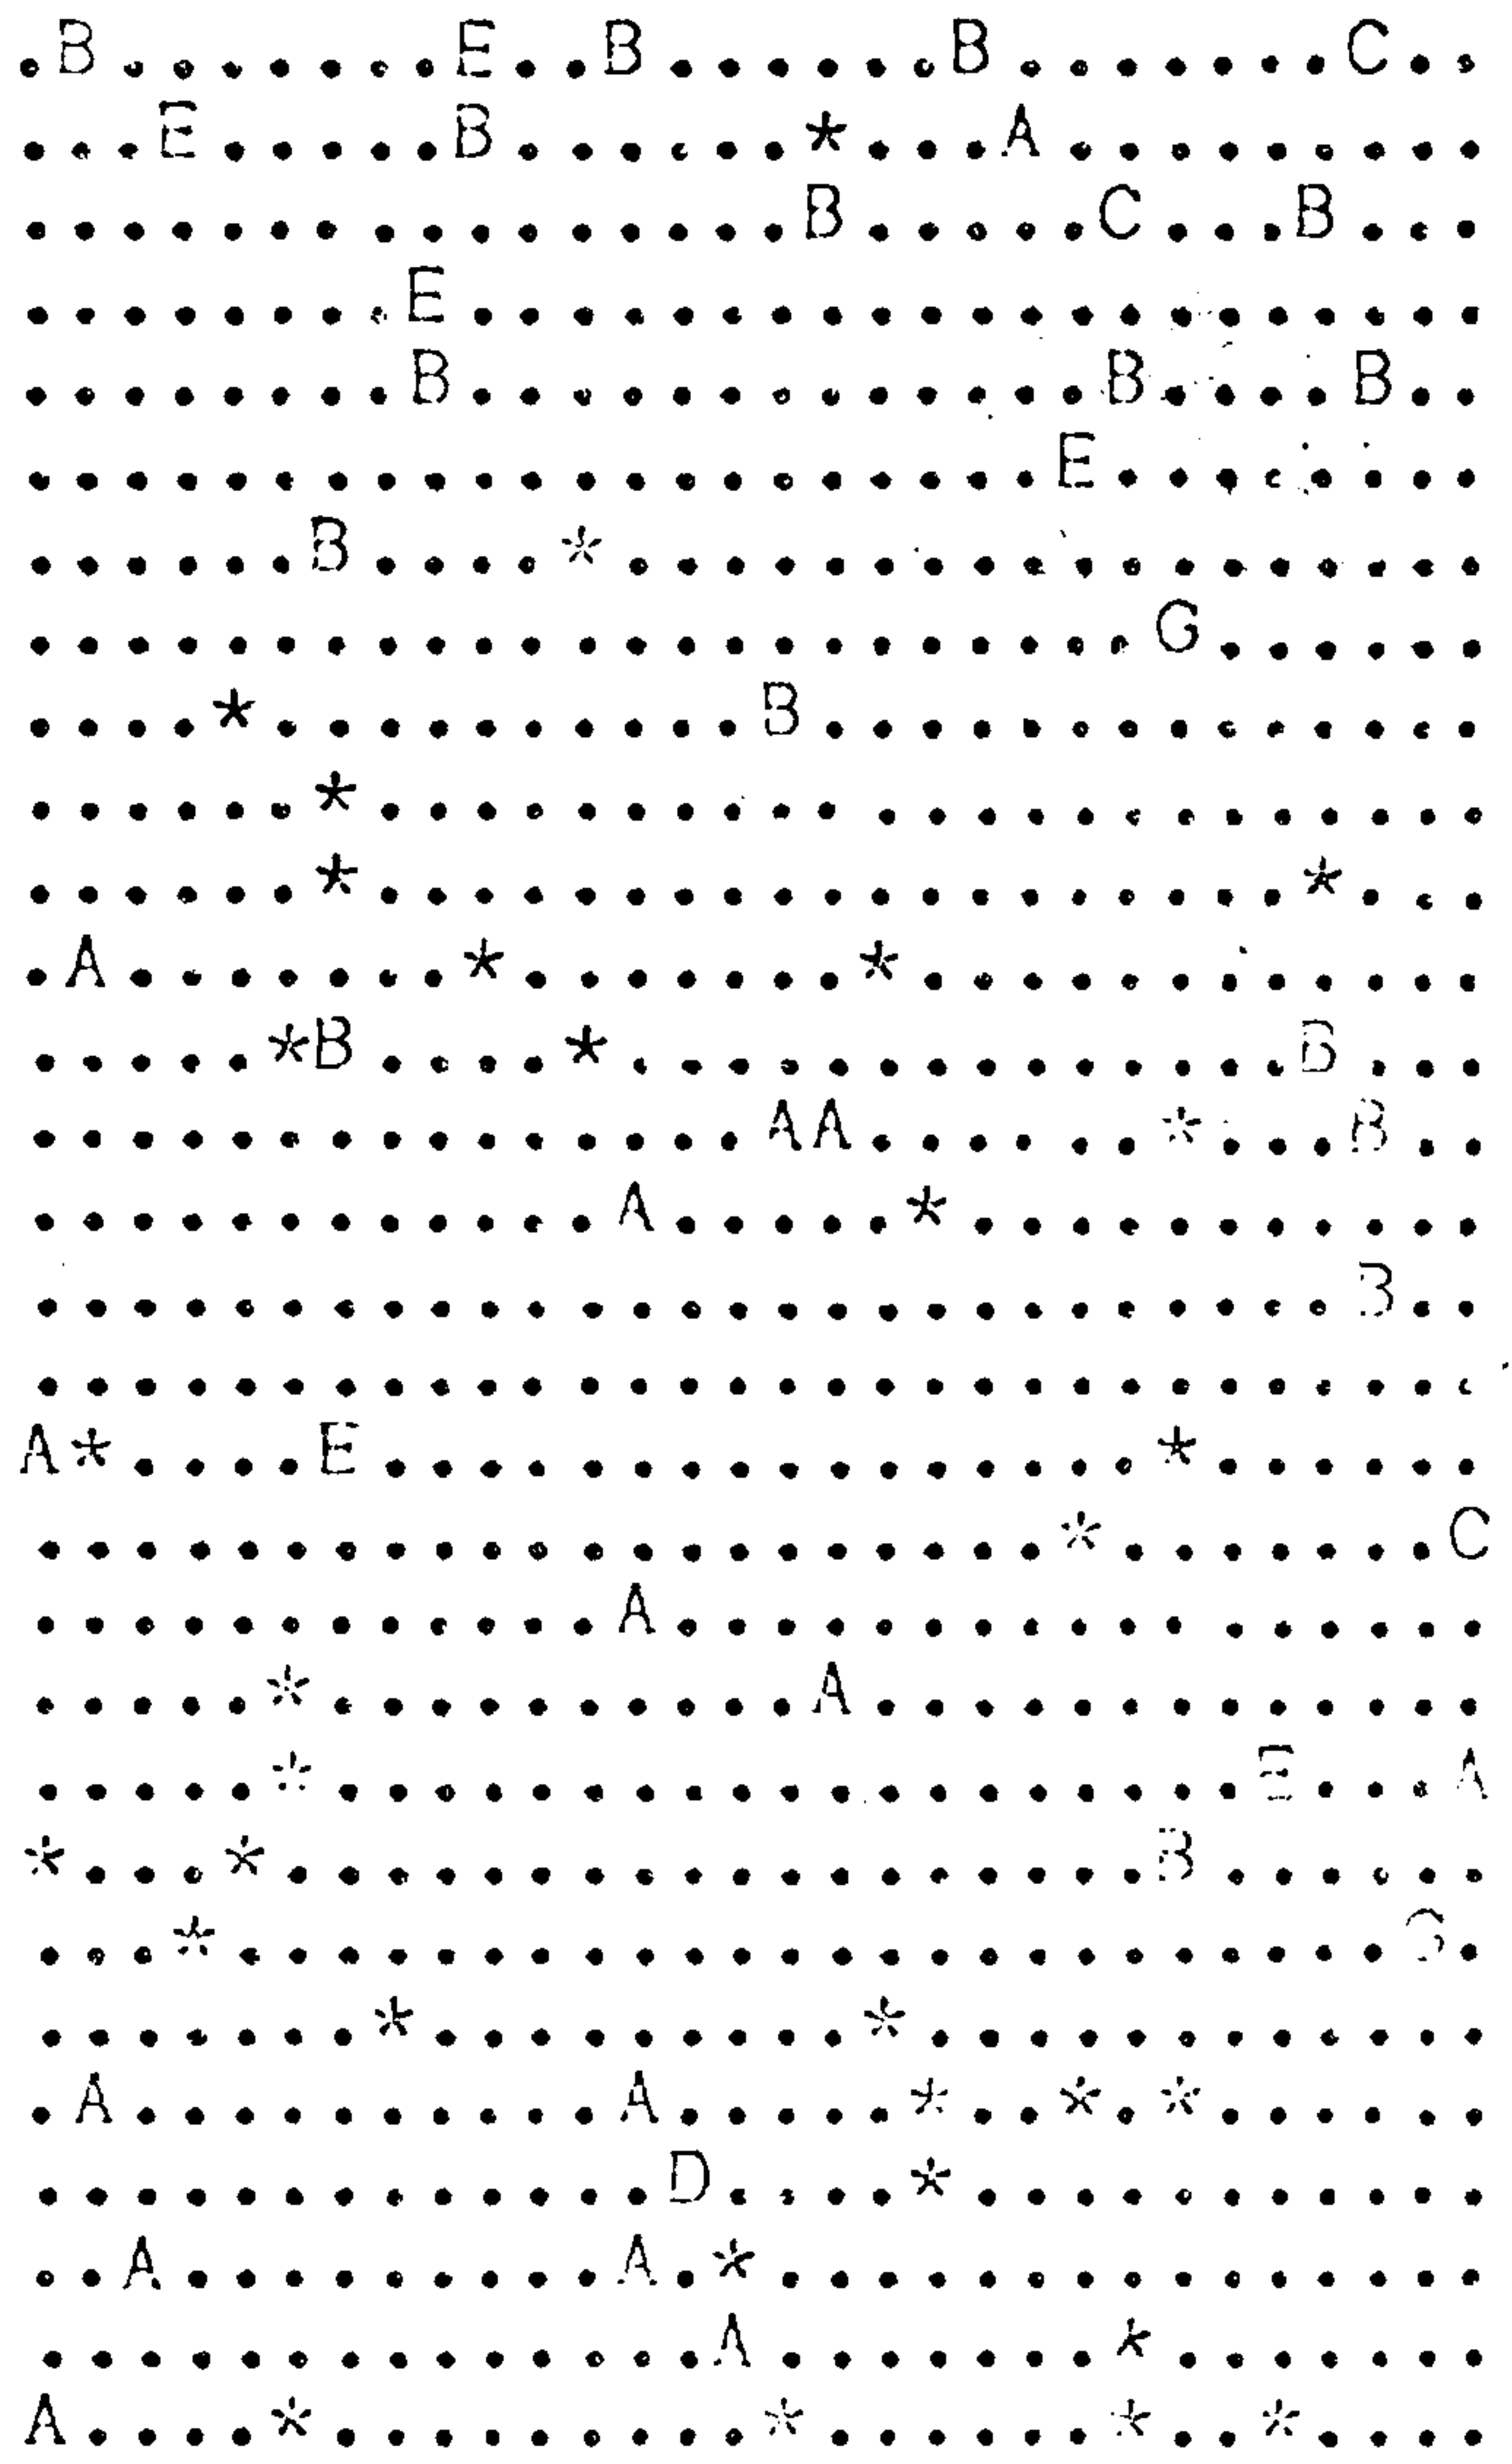 .B.......E..B......B.......C..
...E.....B......*...A.........
................B.....C...B...
........E.....................
........B.............B....B..
.....................E........
......B....*..................
.......................G......
....*..........B..............
......*.......................
......*...................*...
.A.......*.......*............
.....*B....*..............B...
...............AA......*...B..
............A.....*...........
...........................B..
..............................
A*....E................*......
.....................*.......C
............A.................
.....*..........A.............
.....*...................E...A
*...*..................B......
...*........................G.
.......*.........*............
.A..........A.....*..*.*......
.............D....*...........
..A.........A.*...............
..............A.......*.......
A....*.........*......*..*....